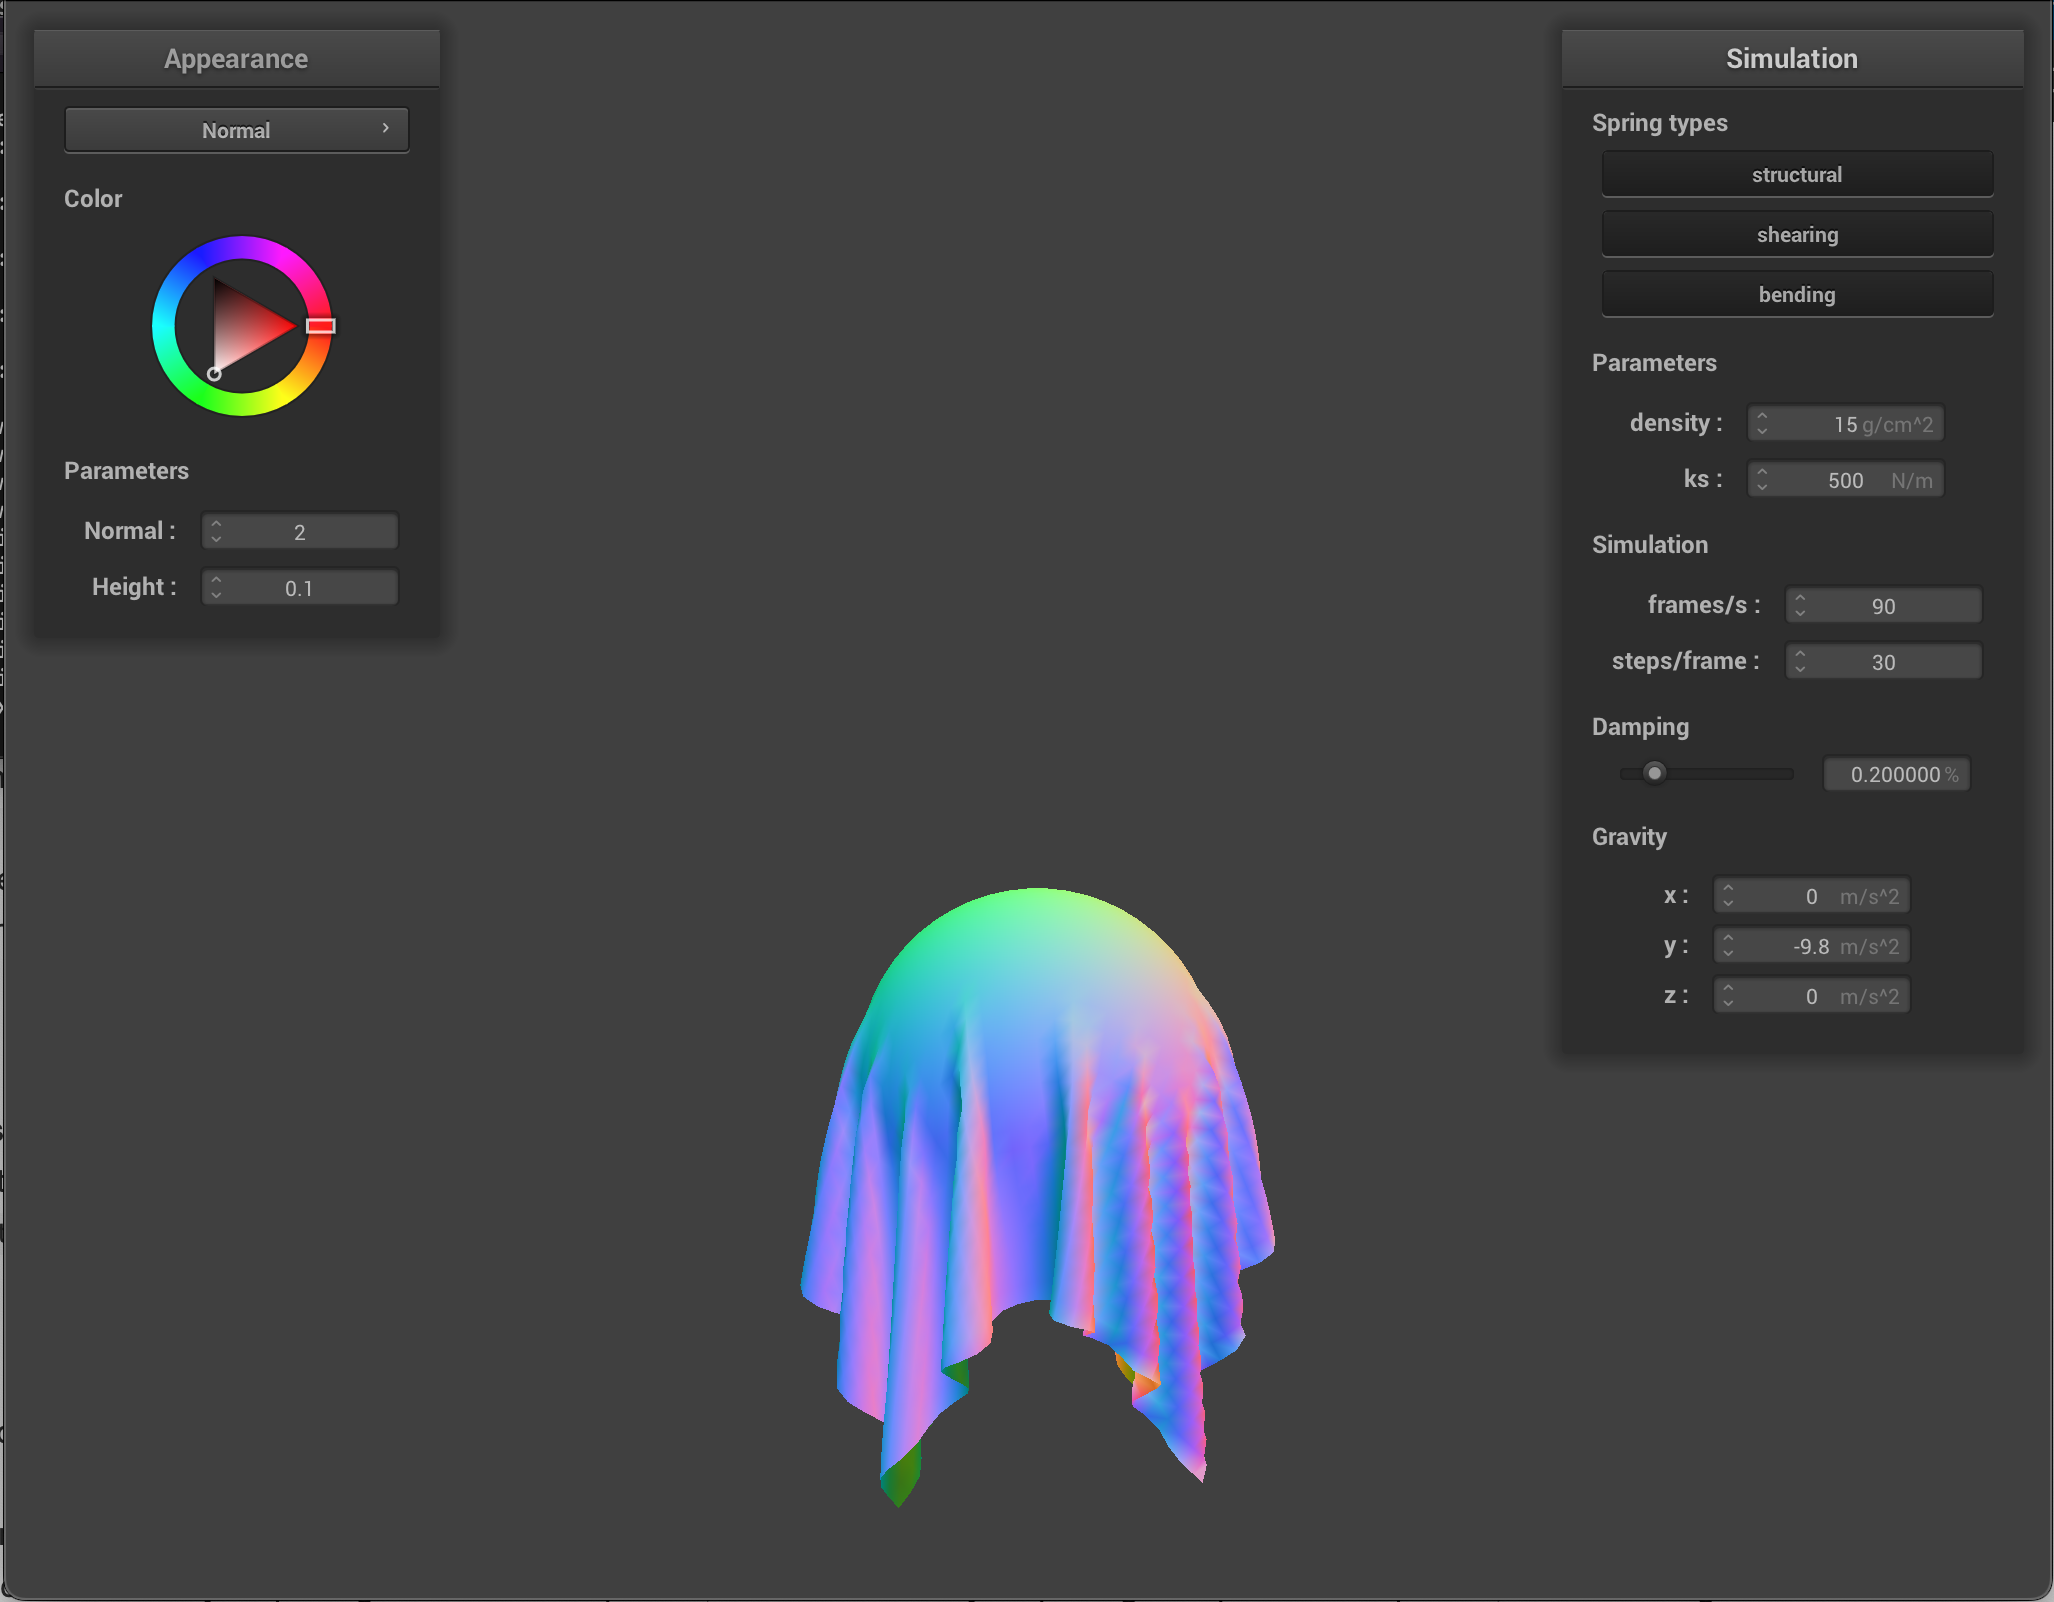 Appearance
Normal
Color
Parameters
Normal :
2
Height :
0.1
Simulation
Spring types
structural
shearing
bending
Parameters
density :
15 g/cm^2
ks :
500 N/m
Simulation
frames/s :
90
steps/frame :
30
Damping
0.200000 %
Gravity
x :
0 m/s^2
y :
-9.8 m/s^2
z :
0 m/s^2